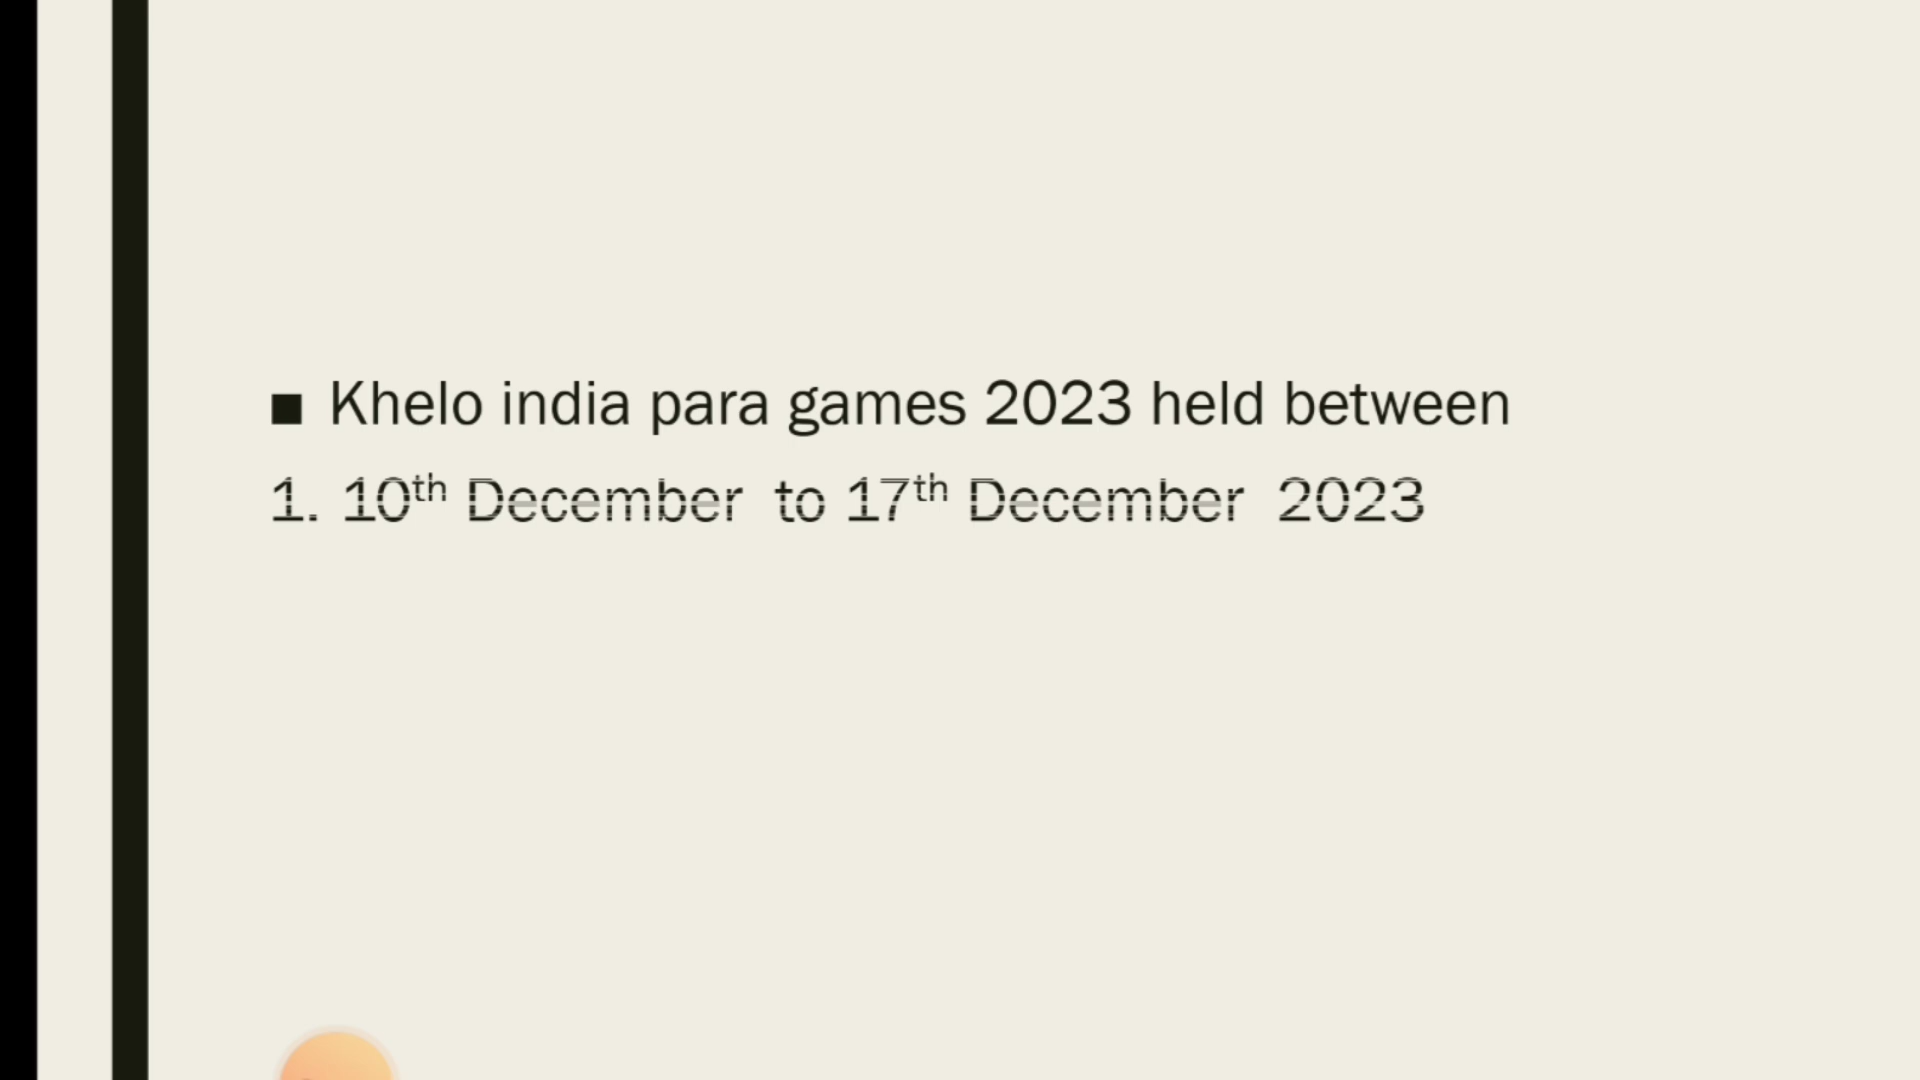 ■ Khelo india para games 2023 held between
1. 10th December to 17th December 2023